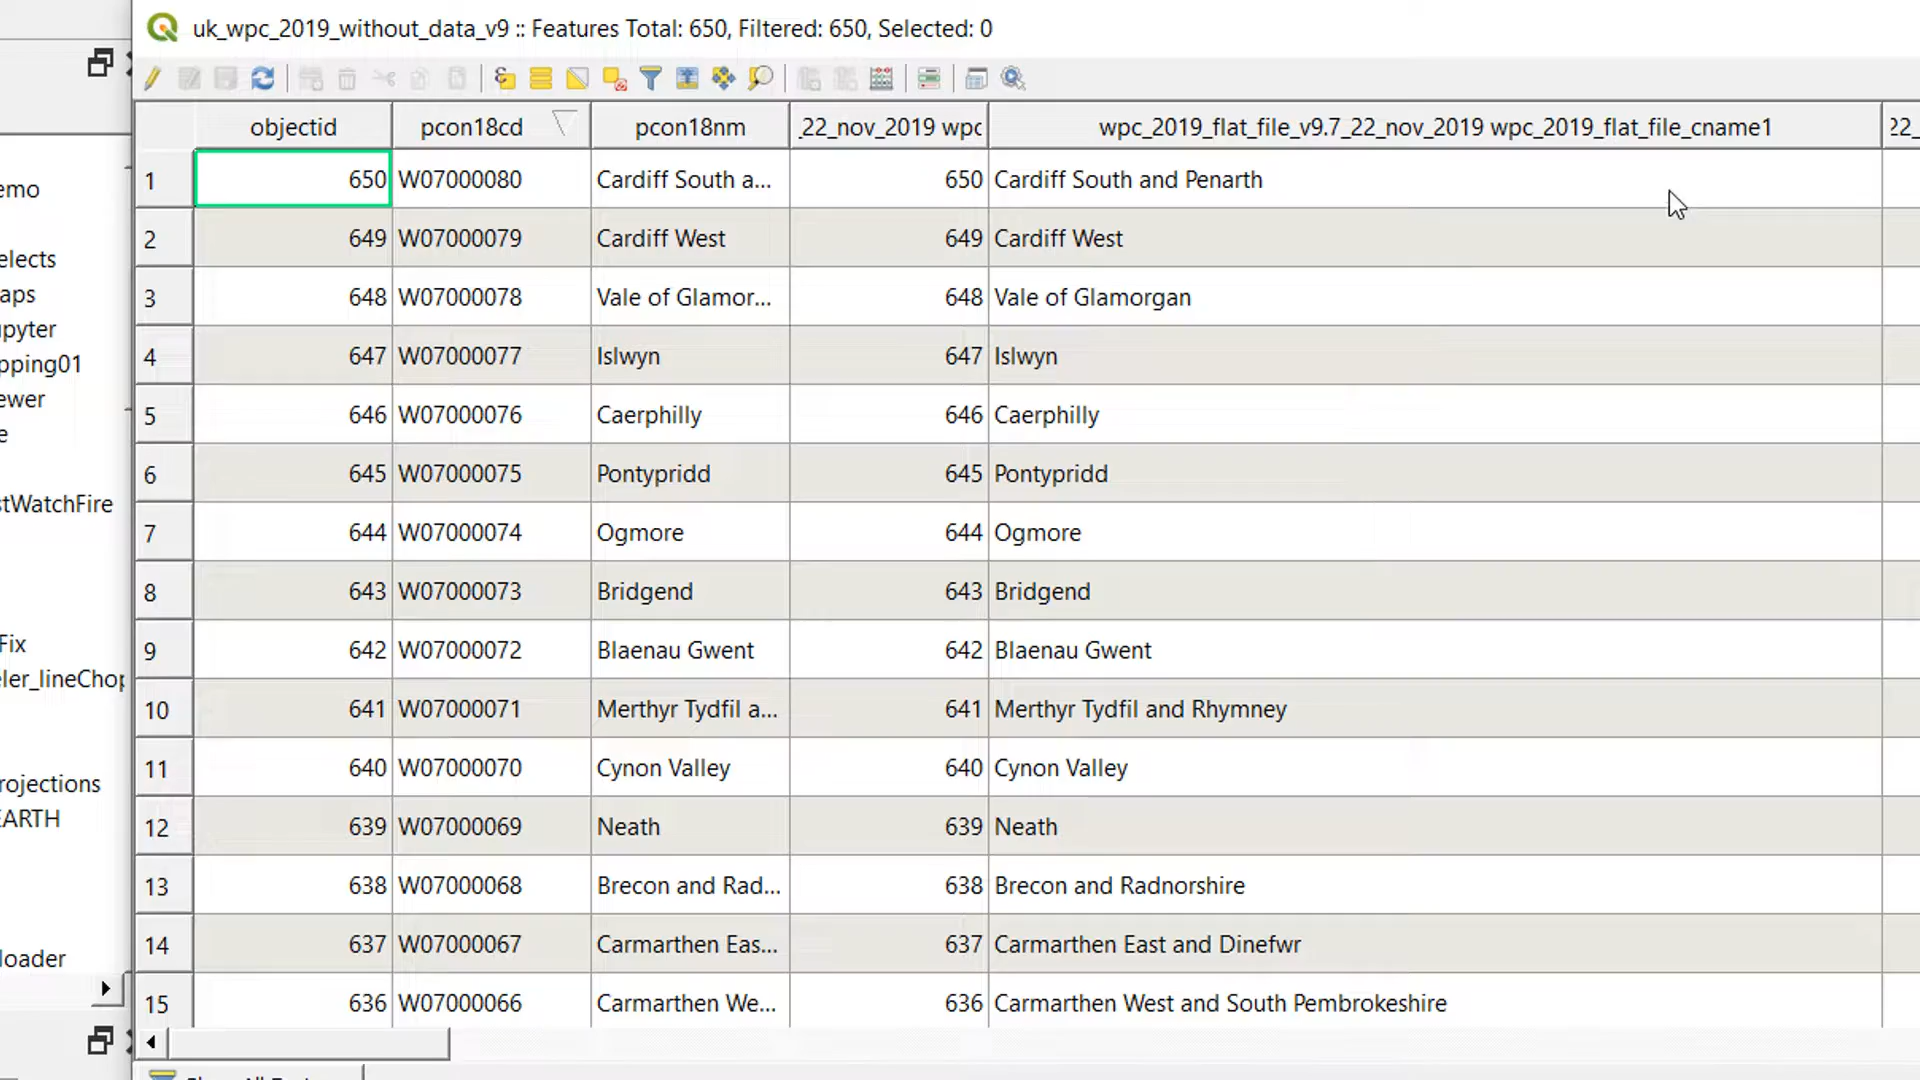 uk_wpc_2019_without_data_v9 :: Features Total: 650, Filtered: 650, Selected: 0
objectid pcon18cd pcon18nm _22_nov_2019 wpc wpc_2019_flat_file_v9.7_22_nov_2019 wpc_2019_flat_file_cname1 22_
1 650 W07000080 Cardiff South a... 650 Cardiff South and Penarth
2 649 W07000079 Cardiff West 649 Cardiff West
3 648 W07000078 Vale of Glamor... 648 Vale of Glamorgan
4 647 W07000077 Islwyn 647 Islwyn
5 646 W07000076 Caerphilly 646 Caerphilly
6 645 W07000075 Pontypridd 645 Pontypridd
7 644 W07000074 Ogmore 644 Ogmore
8 643 W07000073 Bridgend 643 Bridgend
9 642 W07000072 Blaenau Gwent 642 Blaenau Gwent
10 641 W07000071 Merthyr Tydfil a... 641 Merthyr Tydfil and Rhymney
11 640 W07000070 Cynon Valley 640 Cynon Valley
12 639 W07000069 Neath 639 Neath
13 638 W07000068 Brecon and Rad... 638 Brecon and Radnorshire
14 637 W07000067 Carmarthen Eas... 637 Carmarthen East and Dinefwr
15 636 W07000066 Carmarthen We... 636 Carmarthen West and South Pembrokeshire
emo
elects
aps
upyter
pping01
ewer
e
stWatchFire
Fix
eler_lineChop
rojections
EARTH
loader